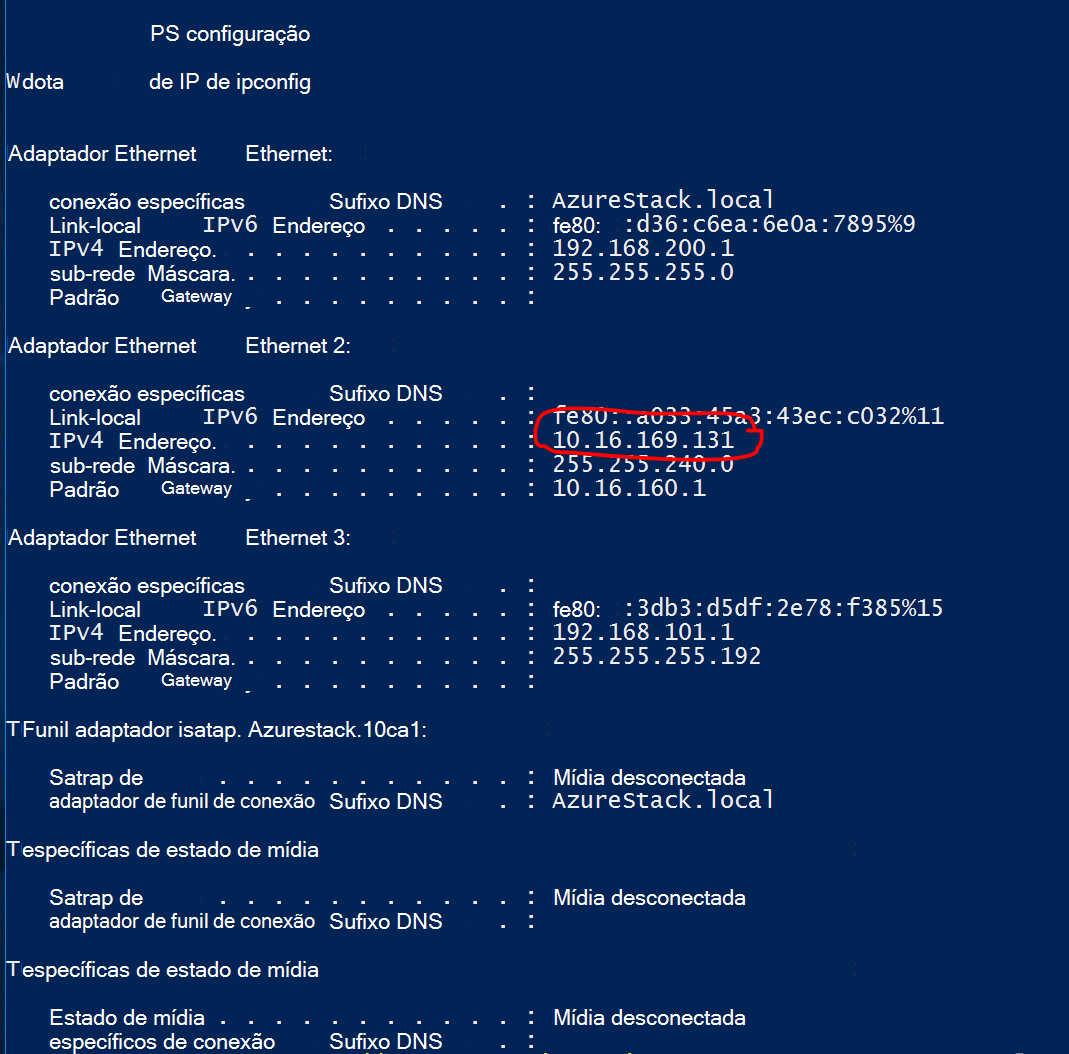 PS configuração
Wdota de IP de ipconfig
Adaptador Ethernet Ethernet:
conexão específicas Sufixo DNS . : AzureStack.local
Link-local IPv6 Endereço . . . . . : fe80: :d36:c6ea:6e0a:7895%9
IPv4 Endereço. . . . . . . . . . . : 192.168.200.1
sub-rede Máscara. . . . . . . . . . . : 255.255.255.0
Padrão Gateway . . . . . . . . . . :
Adaptador Ethernet Ethernet 2:
conexão específicas Sufixo DNS . :
Link-local IPv6 Endereço . . . . . : fe80::a033:45a3:43ec:c032%11
IPv4 Endereço. . . . . . . . . . . : 10.16.169.131
sub-rede Máscara. . . . . . . . . . . : 255.255.240.0
Padrão Gateway . . . . . . . . . . : 10.16.160.1
Adaptador Ethernet Ethernet 3:
conexão específicas Sufixo DNS . :
Link-local IPv6 Endereço . . . . . : fe80: :3db3:d5df:2e78:f385%15
IPv4 Endereço. . . . . . . . . . . : 192.168.101.1
sub-rede Máscara. . . . . . . . . . . : 255.255.255.192
Padrão Gateway . . . . . . . . . . :
TFunil adaptador isatap. Azurestack.10ca1:
Satrap de . . . . . . . . . . . : Mídia desconectada
adaptador de funil de conexão Sufixo DNS . : AzureStack.local
Tespecíficas de estado de mídia
Satrap de . . . . . . . . . . . : Mídia desconectada
adaptador de funil de conexão Sufixo DNS . :
Tespecíficas de estado de mídia
Estado de mídia . . . . . . . . . . . : Mídia desconectada
específicos de conexão Sufixo DNS . :